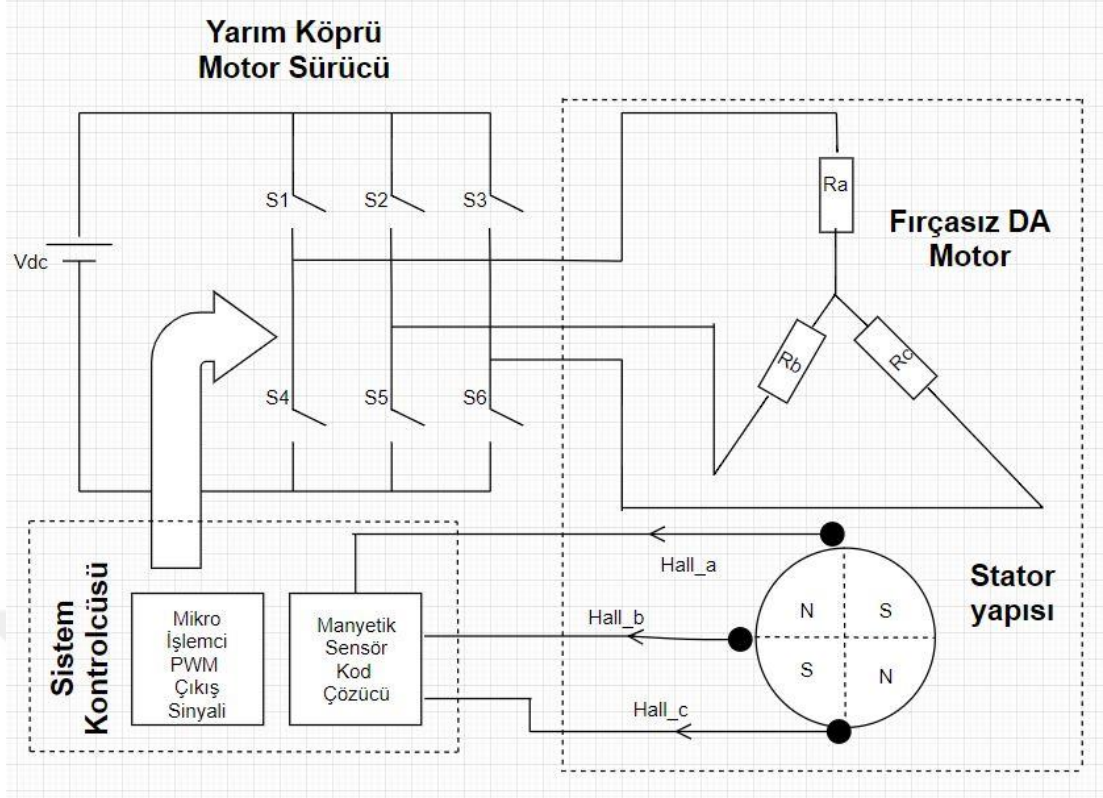 Yarım Köprü
Motor Sürücü
S1
S2
S3
Vdc
S4
S5
S6
Ra
Rb
Rc
Fırçasız DA
Motor
Hall_a
Hall_b
Hall_c
N
S
S
N
Stator
yapısı
Sistem
Kontrolcüsü
Mikro
İşlemci
PWM
Çıkış
Sinyali
Manyetik
Sensör
Kod
Çözücü